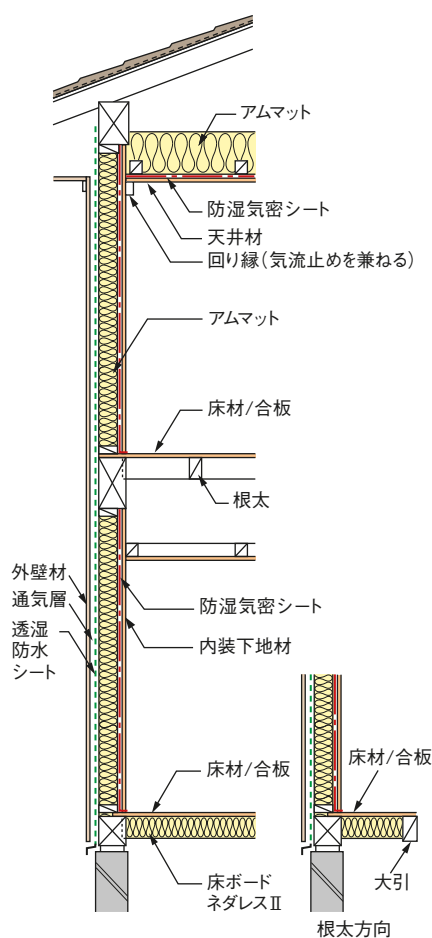 アムマット
防湿気密シート
天井材
回り縁(気流止めを兼ねる)
アムマット
床材/合板
根太
外壁材
通気層
透湿
防水
シート
防湿気密シート
内装下地材
床材/合板
床ボード
ネダレスⅡ
床材/合板
大引
根太方向